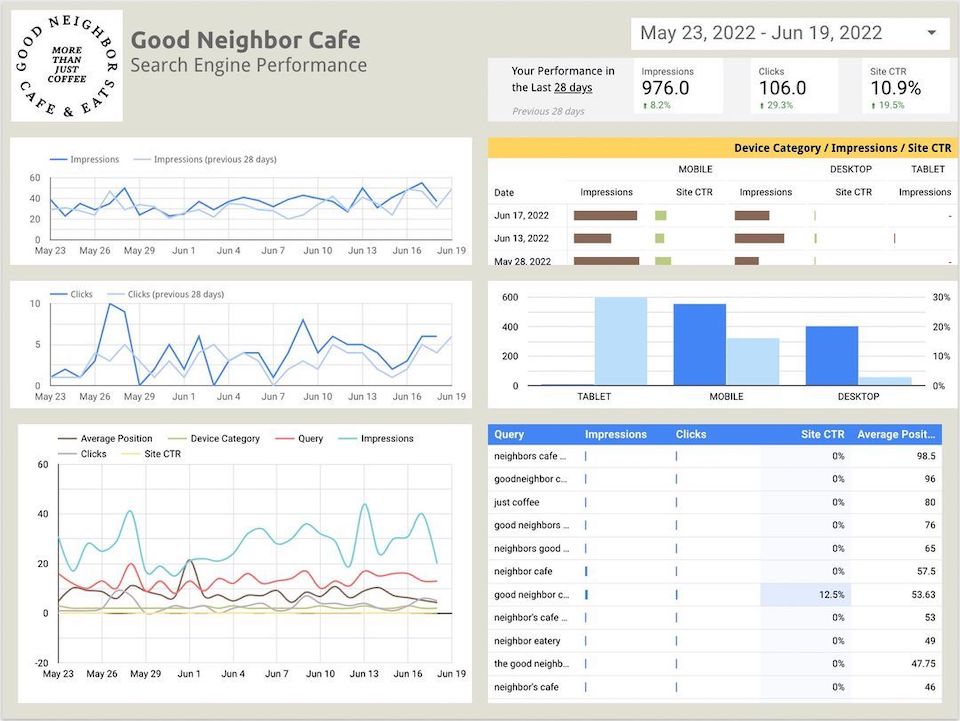 GOOD NEIGHBOR
CAFE & EATS
MORE
THAN
JUST
COFFEE
Good Neighbor Cafe
Search Engine Performance
May 23, 2022 - Jun 19, 2022
Your Performance in
the Last 28 days
Previous 28 days
Impressions
976.0
8.2%
Clicks
106.0
29.3%
Site CTR
10.9%
19.5%
Impressions Impressions (previous 28 days)
60
40
20
0
May 23 May 26 May 29 Jun 1 Jun 4 Jun 7 Jun 10 Jun 13 Jun 16 Jun 19
Device Category / Impressions / Site CTR
MOBILE DESKTOP TABLET
Date Impressions Site CTR Impressions Site CTR Impressions
Jun 17, 2022 -
Jun 13, 2022
May 28, 2022 -
Clicks Clicks (previous 28 days)
10
5
0
May 23 May 26 May 29 Jun 1 Jun 4 Jun 7 Jun 10 Jun 13 Jun 16 Jun 19
600 30%
400 20%
200 10%
0 0%
TABLET MOBILE DESKTOP
Average Position Device Category Query Impressions
Clicks Site CTR
60
40
20
0
-20
May 23 May 26 May 29 Jun 1 Jun 4 Jun 7 Jun 10 Jun 13 Jun 16 Jun 19
Query Impressions Clicks Site CTR Average Posit...
neighbors cafe ... 0% 98.5
goodneighbor c... 0% 96
just coffee 0% 80
good neighbors ... 0% 76
neighbors good ... 0% 65
neighbor cafe 0% 57.5
good neighbor c... 12.5% 53.63
neighbor's cafe ... 0% 53
neighbor eatery 0% 49
the good neighb... 0% 47.75
neighbor's cafe 0% 46